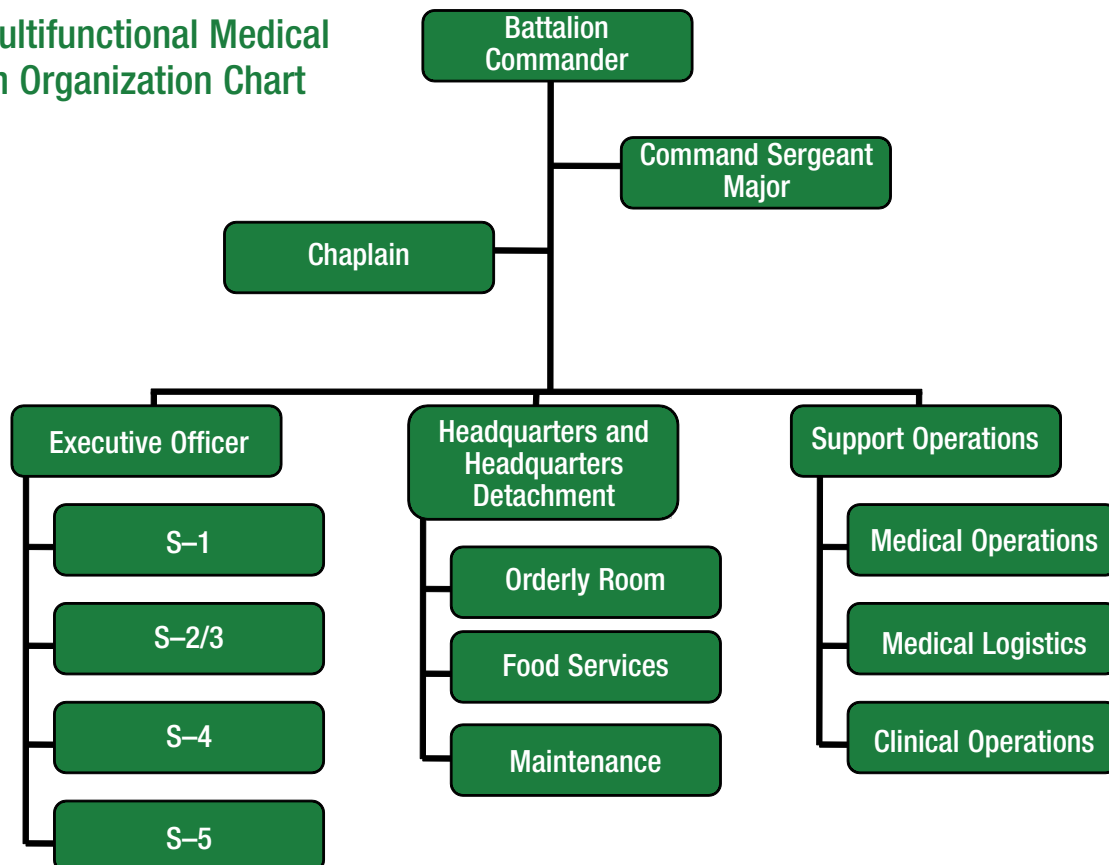 ultifunctional Medical
n Organization Chart
Battalion
Commander
Command Sergeant
Major
Chaplain
Executive Officer
Headquarters and
Headquarters
Detachment
Support Operations
S–1
S–2/3
S–4
S–5
Orderly Room
Food Services
Maintenance
Medical Operations
Medical Logistics
Clinical Operations